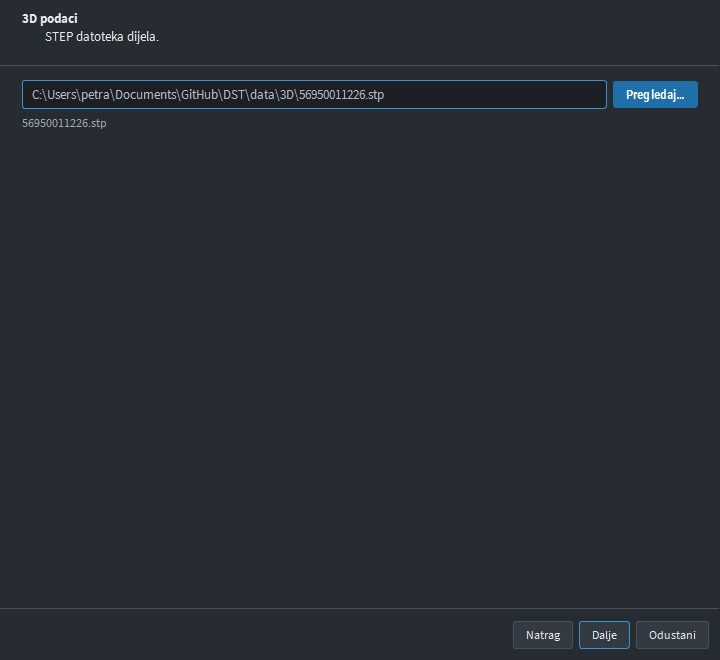 3D podaci
STEP datoteka dijela.
C:\Users\petra\Documents\GitHub\DST\data\3D\56950011226.stp
Pregledaj...
56950011226.stp
Natrag
Dalje
Odustani